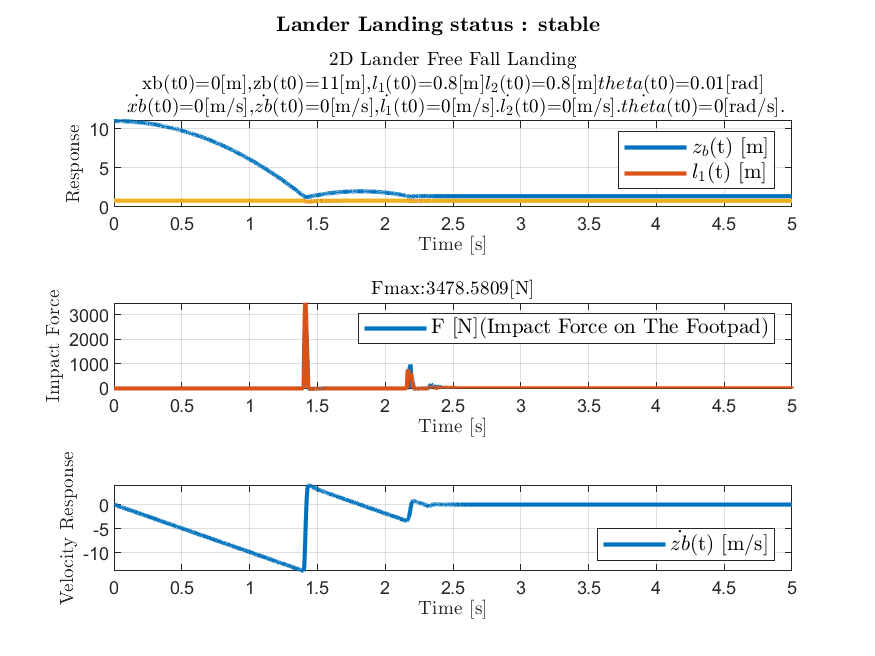 Lander Landing status : stable
2D Lander Free Fall Landing
xb(t0)=0[m],zb(t0)=11[m],l₁(t0)=0.8[m]l₂(t0)=0.8[m]theta(t0)=0.01[rad]
ẋb(t0)=0[m/s],żb(t0)=0[m/s],l̇₁(t0)=0[m/s].l̇₂(t0)=0[m/s].thėta(t0)=0[rad/s].
Response
10
5
0
z_b(t) [m]
l₁(t) [m]
0 0.5 1 1.5 2 2.5 3 3.5 4 4.5 5
Time [s]
Fmax:3478.5809[N]
Impact Force
3000
2000
1000
0
F [N](Impact Force on The Footpad)
0 0.5 1 1.5 2 2.5 3 3.5 4 4.5 5
Time [s]
Velocity Response
0
-5
-10
żb(t) [m/s]
0 0.5 1 1.5 2 2.5 3 3.5 4 4.5 5
Time [s]